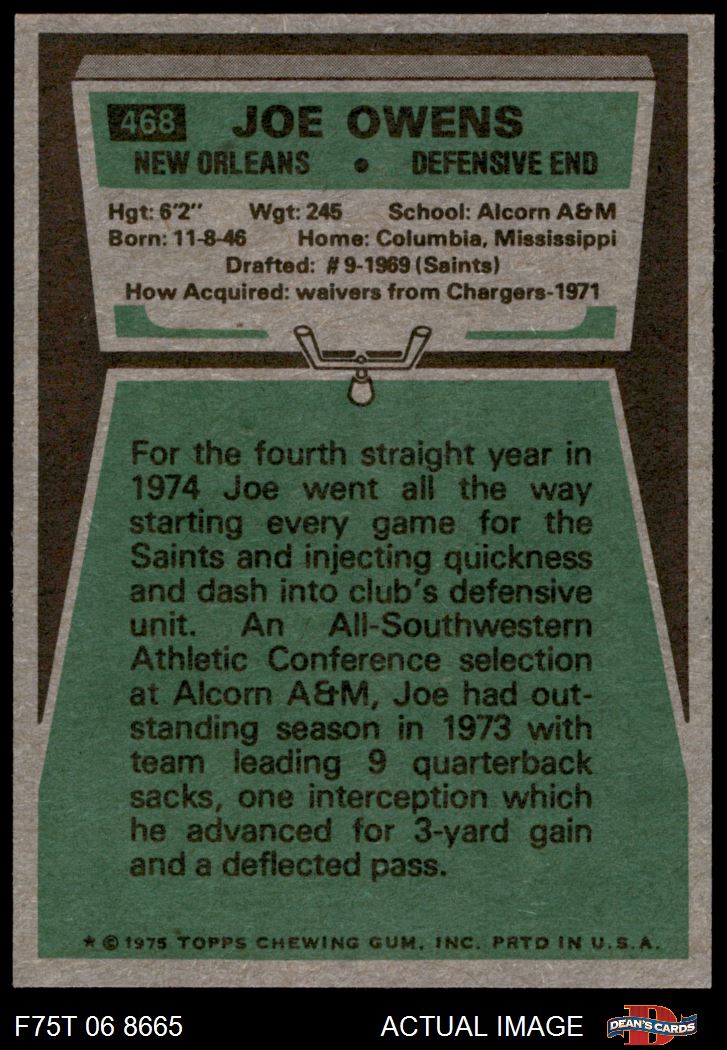 468 JOE OWENS
NEW ORLEANS • DEFENSIVE END
Hgt: 6'2" Wgt: 245 School: Alcorn A&M
Born: 11-8-46 Home: Columbia, Mississippi
Drafted: #9-1969 (Saints)
How Acquired: waivers from Chargers-1971
For the fourth straight year in
1974 Joe went all the way
starting every game for the
Saints and injecting quickness
and dash into club's defensive
unit. An All-Southwestern
Athletic Conference selection
at Alcorn A&M, Joe had out-
standing season in 1973 with
team leading 9 quarterback
sacks, one interception which
he advanced for 3-yard gain
and a deflected pass.
* © 1975 TOPPS CHEWING GUM, INC. PRTD IN U.S.A.
F75T 06 8665 ACTUAL IMAGE D DEAN'S CARDS